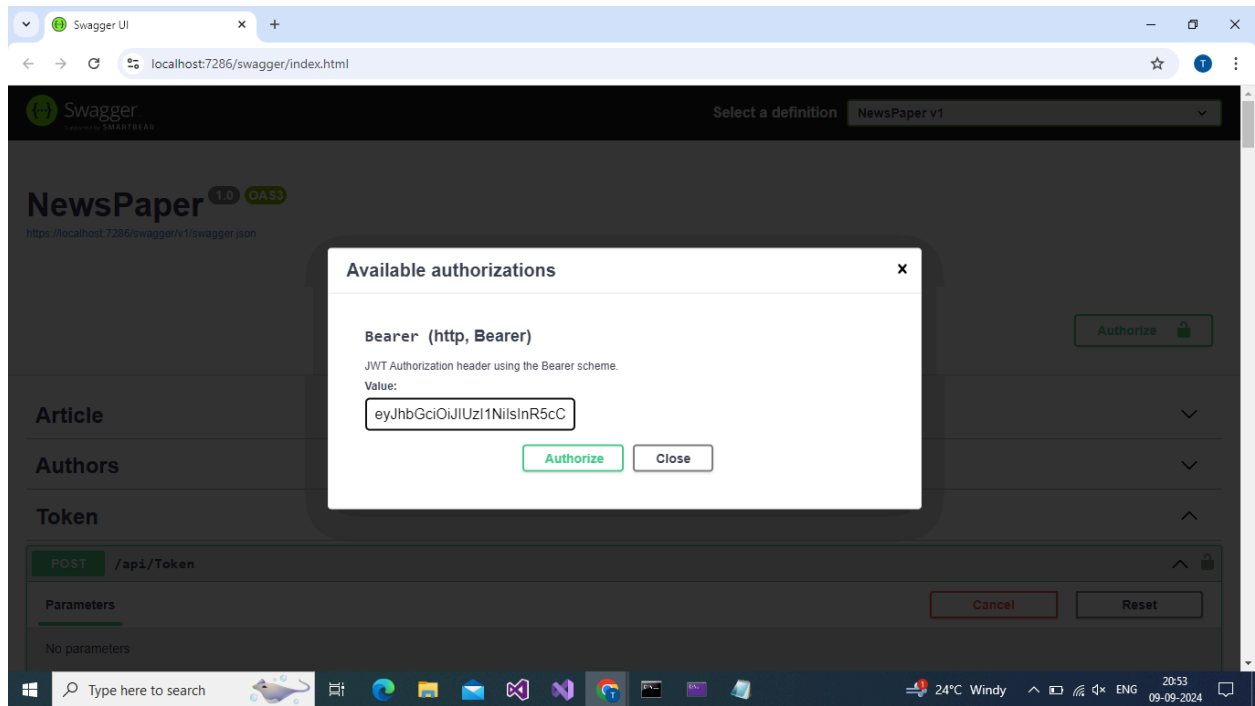 Swagger UI
localhost:7286/swagger/index.html
T
Swagger
Supported by SMARTBEAR
Select a definition
NewsPaper v1
NewsPaper 1.0 OAS3
https://localhost:7286/swagger/v1/swagger.json
Available authorizations
Bearer (http, Bearer)
JWT Authorization header using the Bearer scheme.
Value:
eyJhbGciOiJIUzI1NiIsInR5cC
Authorize
Close
Authorize
Article
Authors
Token
POST /api/Token
Parameters
Cancel
Reset
No parameters
Type here to search
24°C Windy
ENG
20:53
09-09-2024